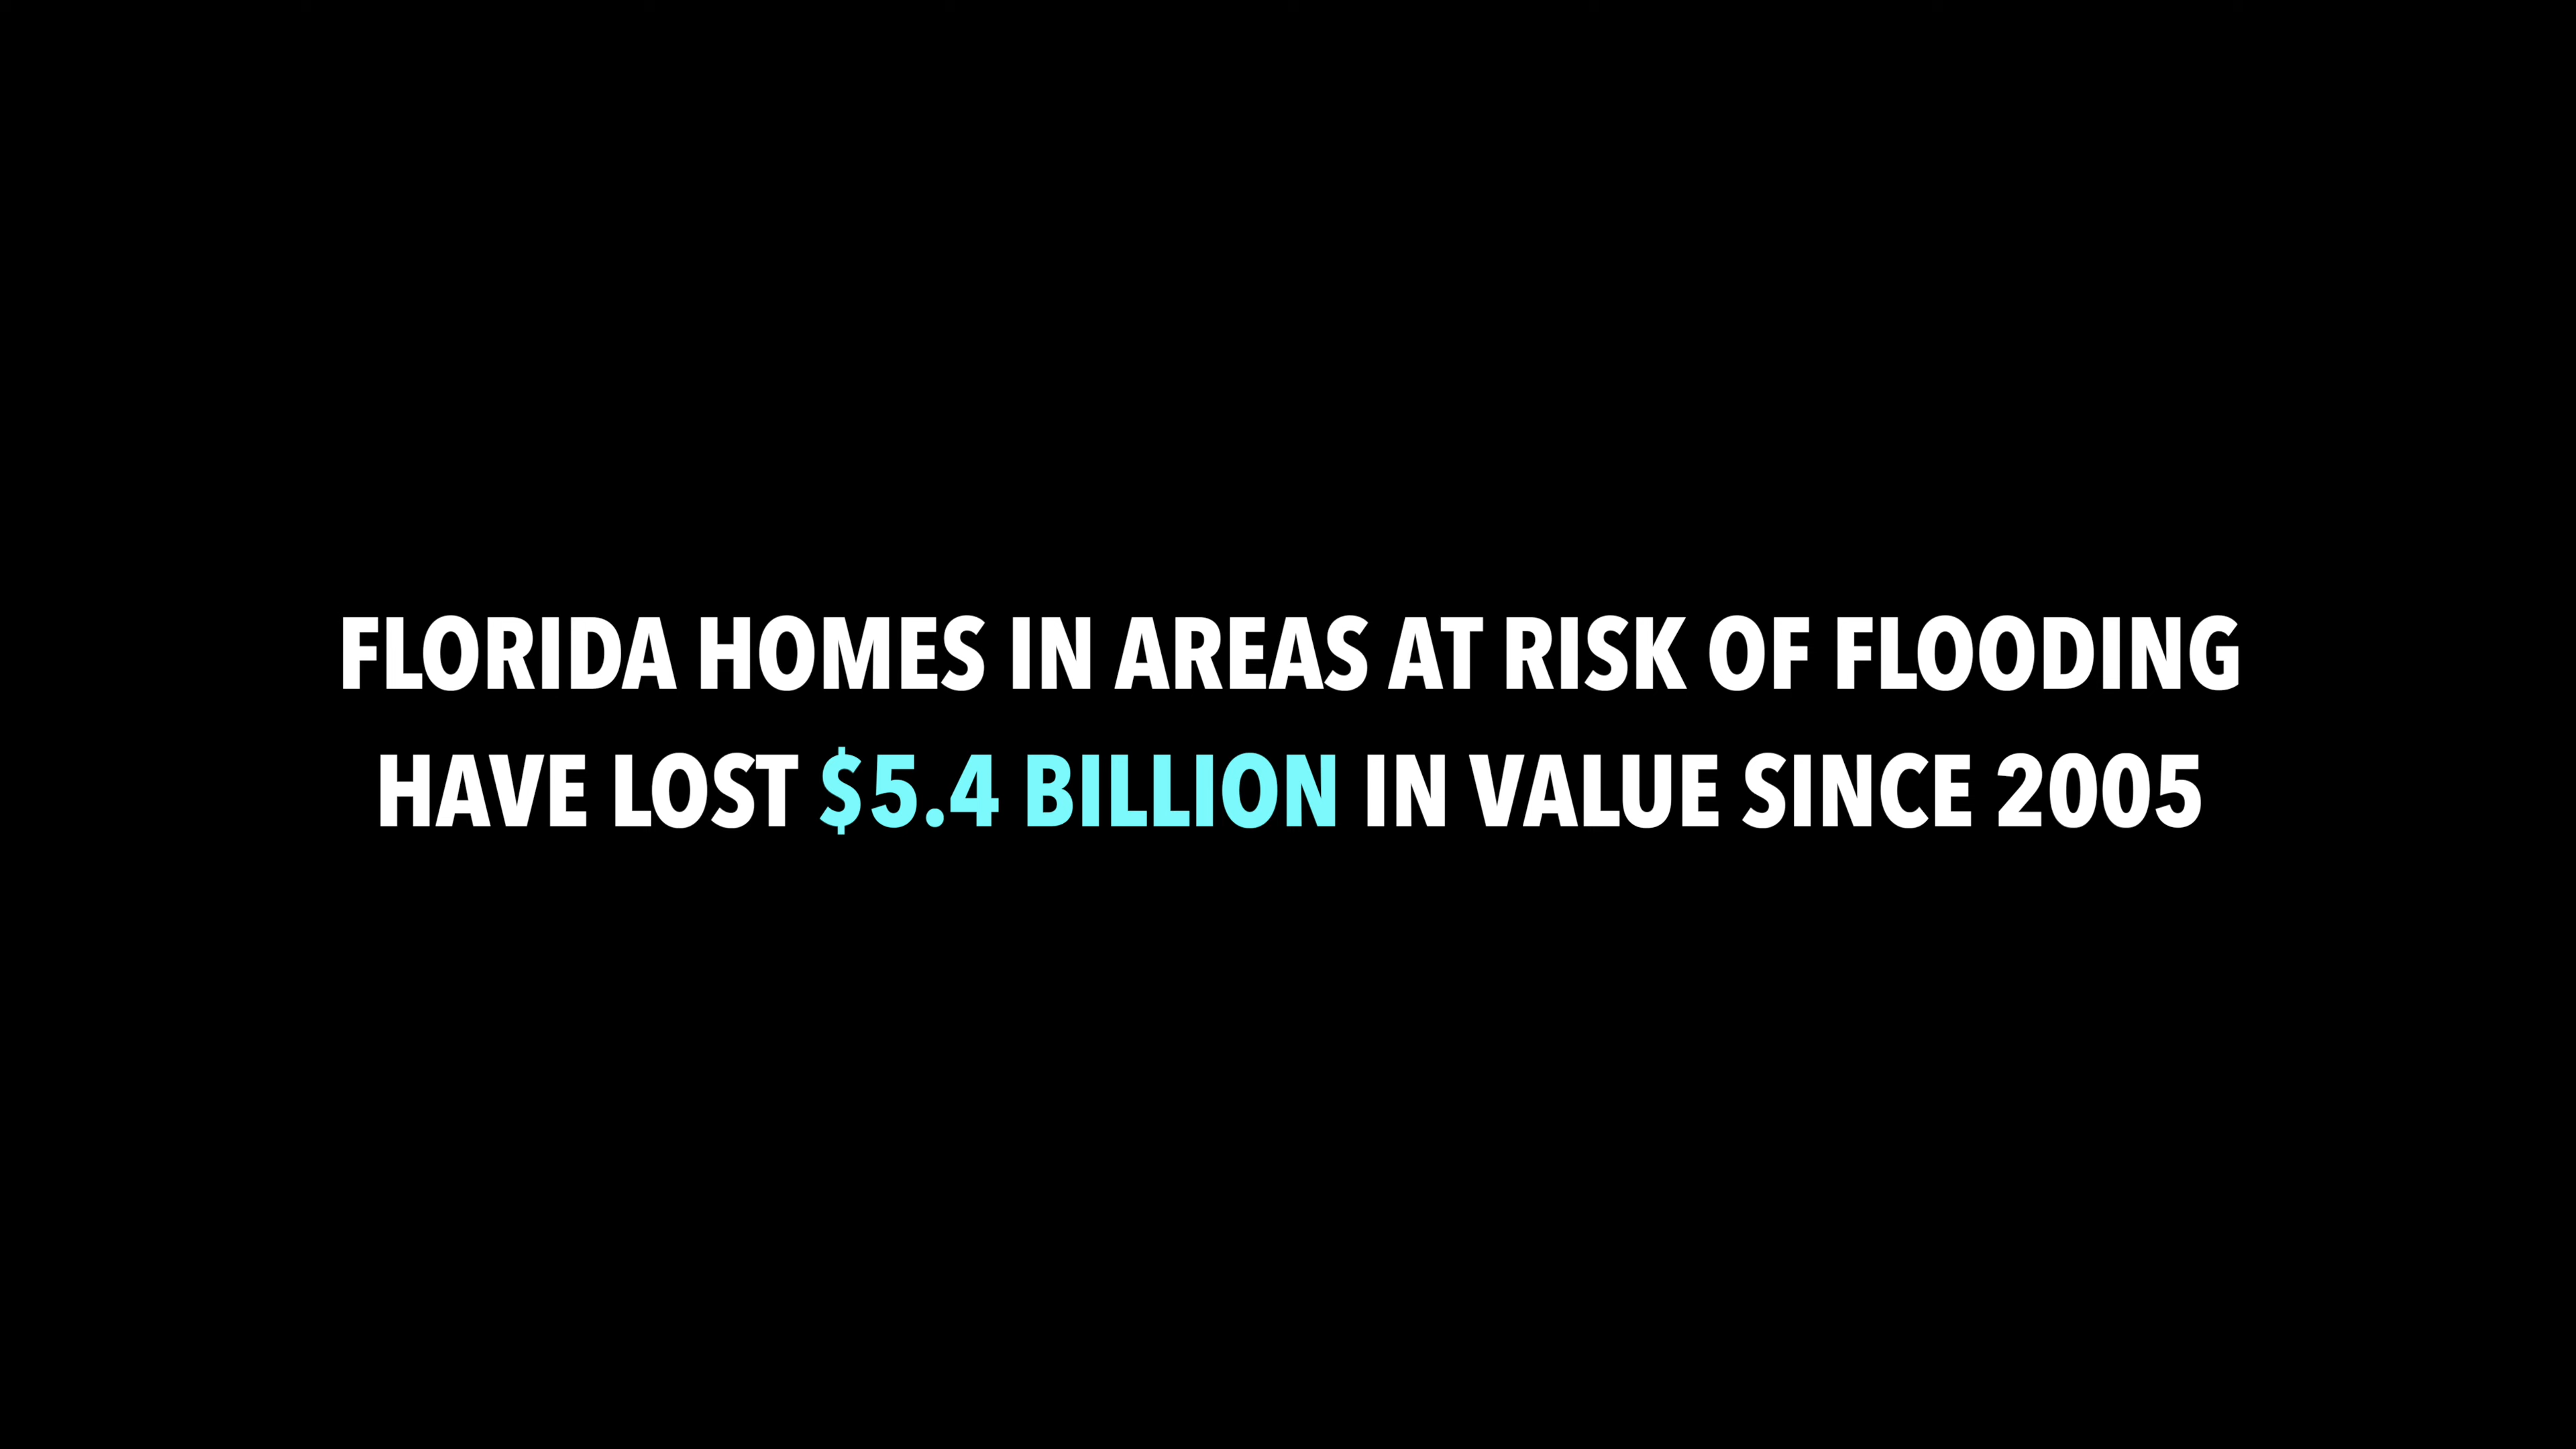 FLORIDA HOMES IN AREAS AT RISK OF FLOODING
HAVE LOST $5.4 BILLION IN VALUE SINCE 2005